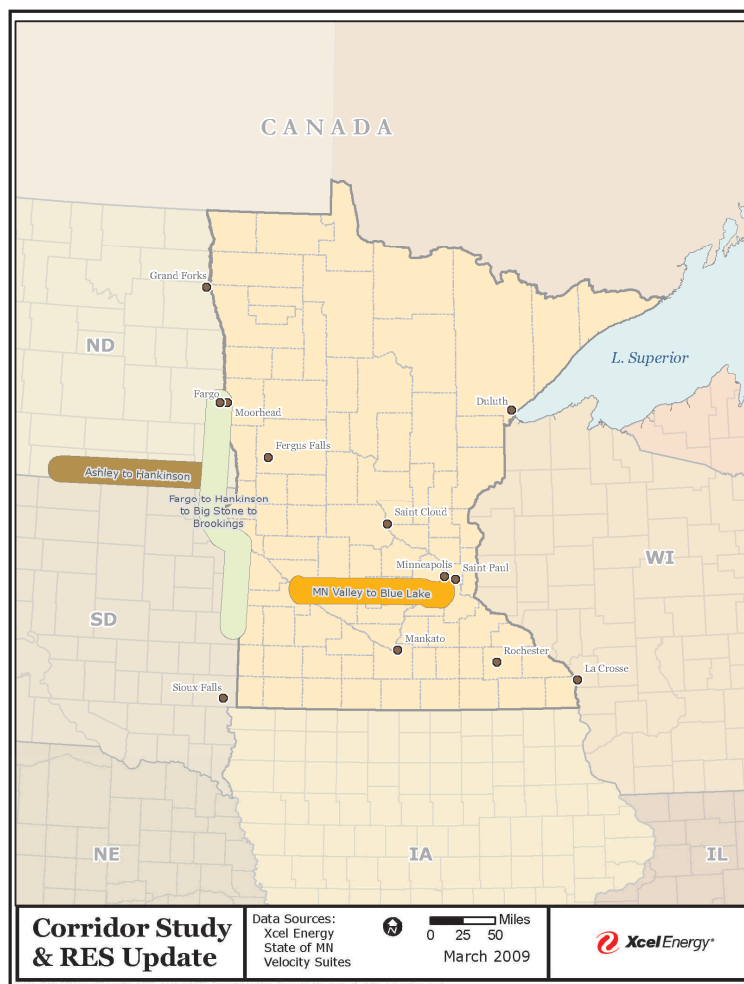 CANADA
Grand Forks
ND
L. Superior
Fargo
Moorhead
Duluth
Fergus Falls
Ashley to Hankinson
Fargo to Hankinson
to Big Stone to
Brookings
Saint Cloud
Minneapolis
Saint Paul
WI
MN Valley to Blue Lake
SD
Mankato
Rochester
La Crosse
Sioux Falls
NE
IA
IL
Corridor Study
& RES Update
Data Sources:
Xcel Energy
State of MN
Velocity Suites
N
Miles
0 25 50
March 2009
Xcel Energy®